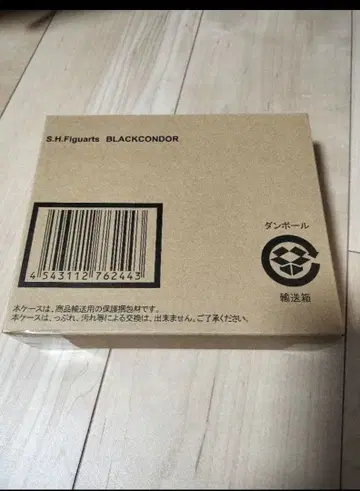 S.H.Figuarts BLACKCONDOR
ダンボール
4 543112 762443
輸送箱
本ケースは、商品輸送用の保護梱包材です。
本ケースは、つぶれ、汚れ等による交換は、出来ません。ご了承ください。